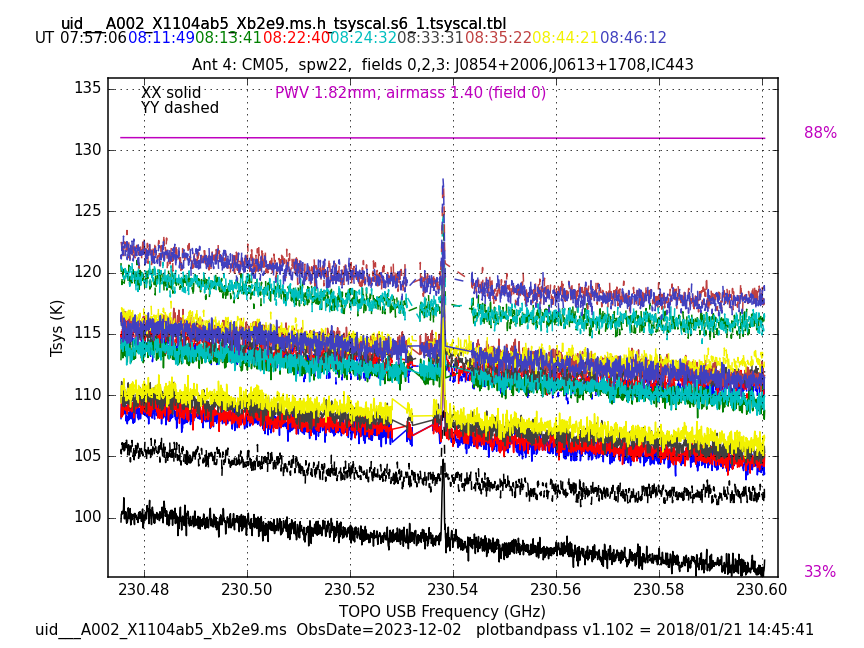 uid___A002_X1104ab5_Xb2e9.ms.h_tsyscal.s6_1.tsyscal.tbl
UT 07:57:06 08:11:49 08:13:41 08:22:40 08:24:32 08:33:31 08:35:22 08:44:21 08:46:12
Ant 4: CM05,  spw22,  fields 0,2,3: J0854+2006,J0613+1708,IC443
XX solid
YY dashed
PWV 1.82mm, airmass 1.40 (field 0)
88%
33%
135
130
125
120
115
110
105
100
Tsys (K)
230.48 230.50 230.52 230.54 230.56 230.58 230.60
TOPO USB Frequency (GHz)
uid___A002_X1104ab5_Xb2e9.ms  ObsDate=2023-12-02   plotbandpass v1.102 = 2018/01/21 14:45:41